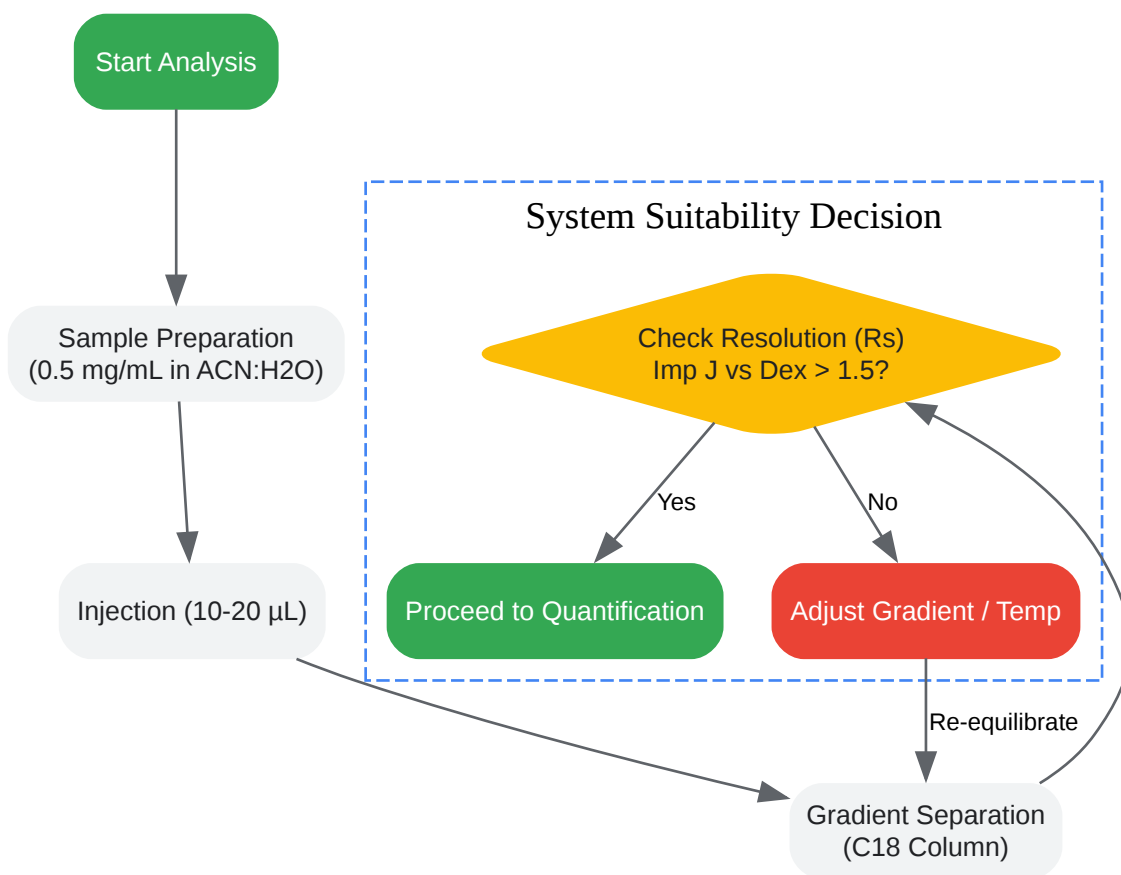 Start Analysis
Sample Preparation
(0.5 mg/mL in ACN:H2O)
Injection (10-20 µL)
System Suitability Decision
Check Resolution (Rs)
Imp J vs Dex > 1.5?
Yes
No
Proceed to Quantification
Adjust Gradient / Temp
Re-equilibrate
Gradient Separation
(C18 Column)